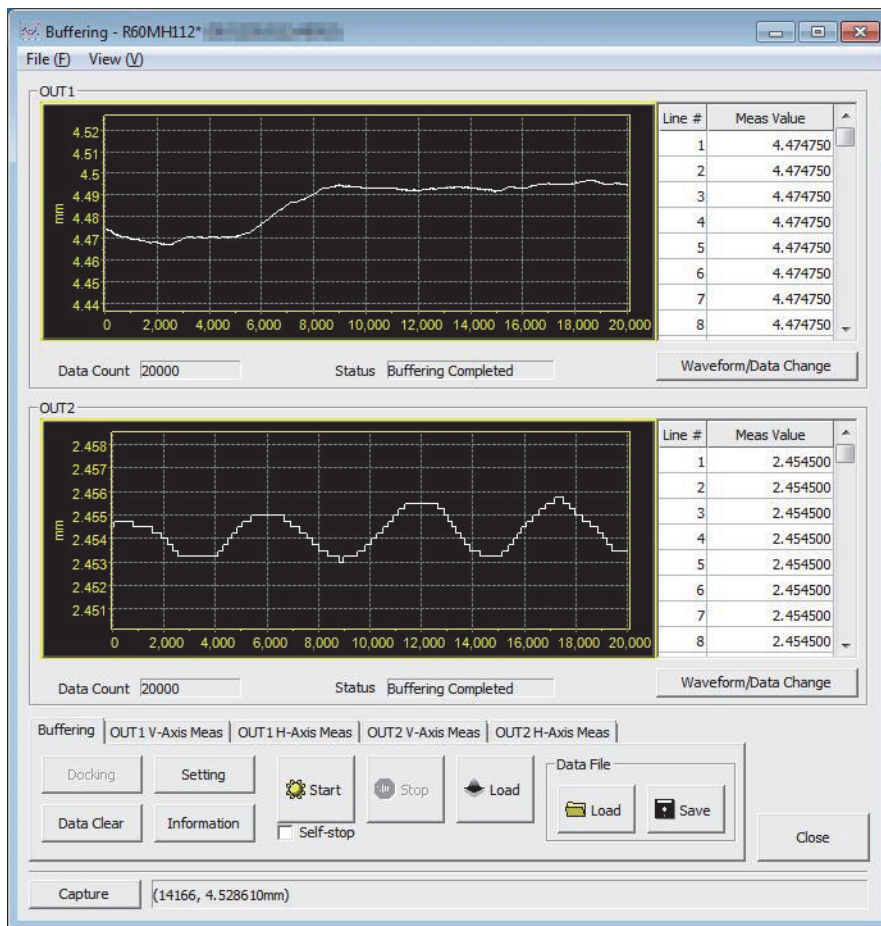 Buffering - R60MH112*
File (F) View (V)
OUT1
4.52
4.51
4.5
4.49
4.48
4.47
4.46
4.45
4.44
mm
0 2,000 4,000 6,000 8,000 10,000 12,000 14,000 16,000 18,000 20,000
Line # Meas Value
1 4.474750
2 4.474750
3 4.474750
4 4.474750
5 4.474750
6 4.474750
7 4.474750
8 4.474750
Data Count 20000 Status Buffering Completed Waveform/Data Change
OUT2
2.458
2.457
2.456
2.455
2.454
2.453
2.452
2.451
mm
0 2,000 4,000 6,000 8,000 10,000 12,000 14,000 16,000 18,000 20,000
Line # Meas Value
1 2.454500
2 2.454500
3 2.454500
4 2.454500
5 2.454500
6 2.454500
7 2.454500
8 2.454500
Data Count 20000 Status Buffering Completed Waveform/Data Change
Buffering OUT1 V-Axis Meas OUT1 H-Axis Meas OUT2 V-Axis Meas OUT2 H-Axis Meas
Docking Setting Start Stop Load
Data File
Load Save
Data Clear Information
Self-stop
Close
Capture (14166, 4.528610mm)